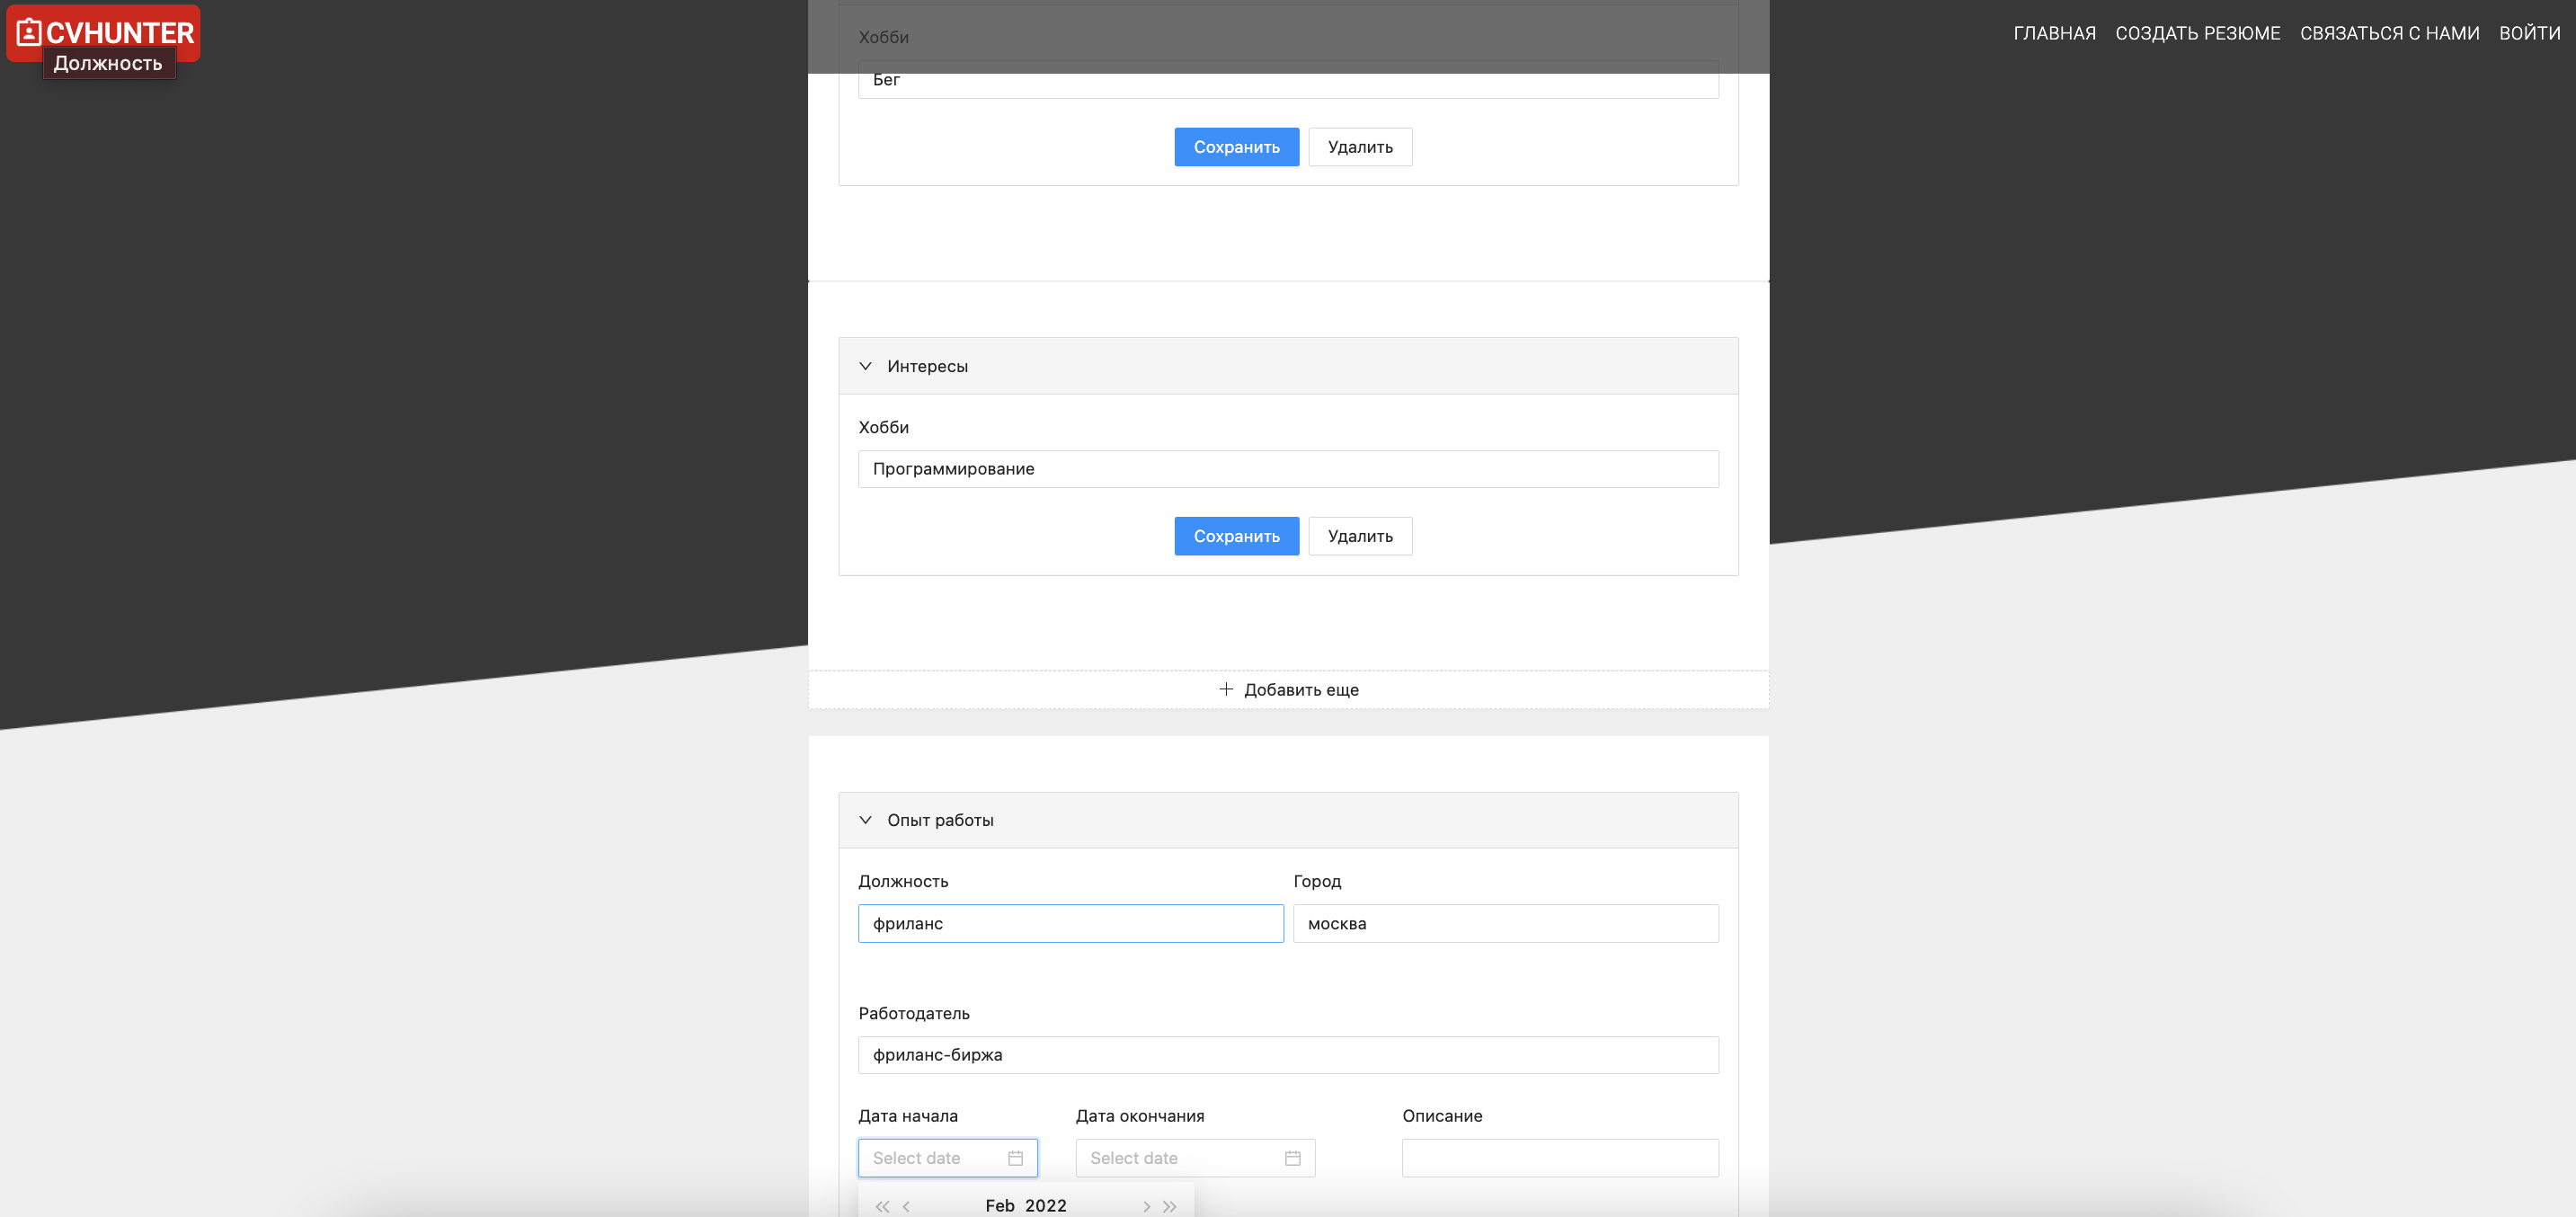 CVHUNTER
Должность
ГЛАВНАЯ СОЗДАТЬ РЕЗЮМЕ СВЯЗАТЬСЯ С НАМИ ВОЙТИ
Хобби
Бег
Сохранить Удалить
Интересы
Хобби
Программирование
Сохранить Удалить
Добавить еще
Опыт работы
Должность Город
фриланс москва
Работодатель
фриланс-биржа
Дата начала Дата окончания Описание
Select date Select date
Feb 2022